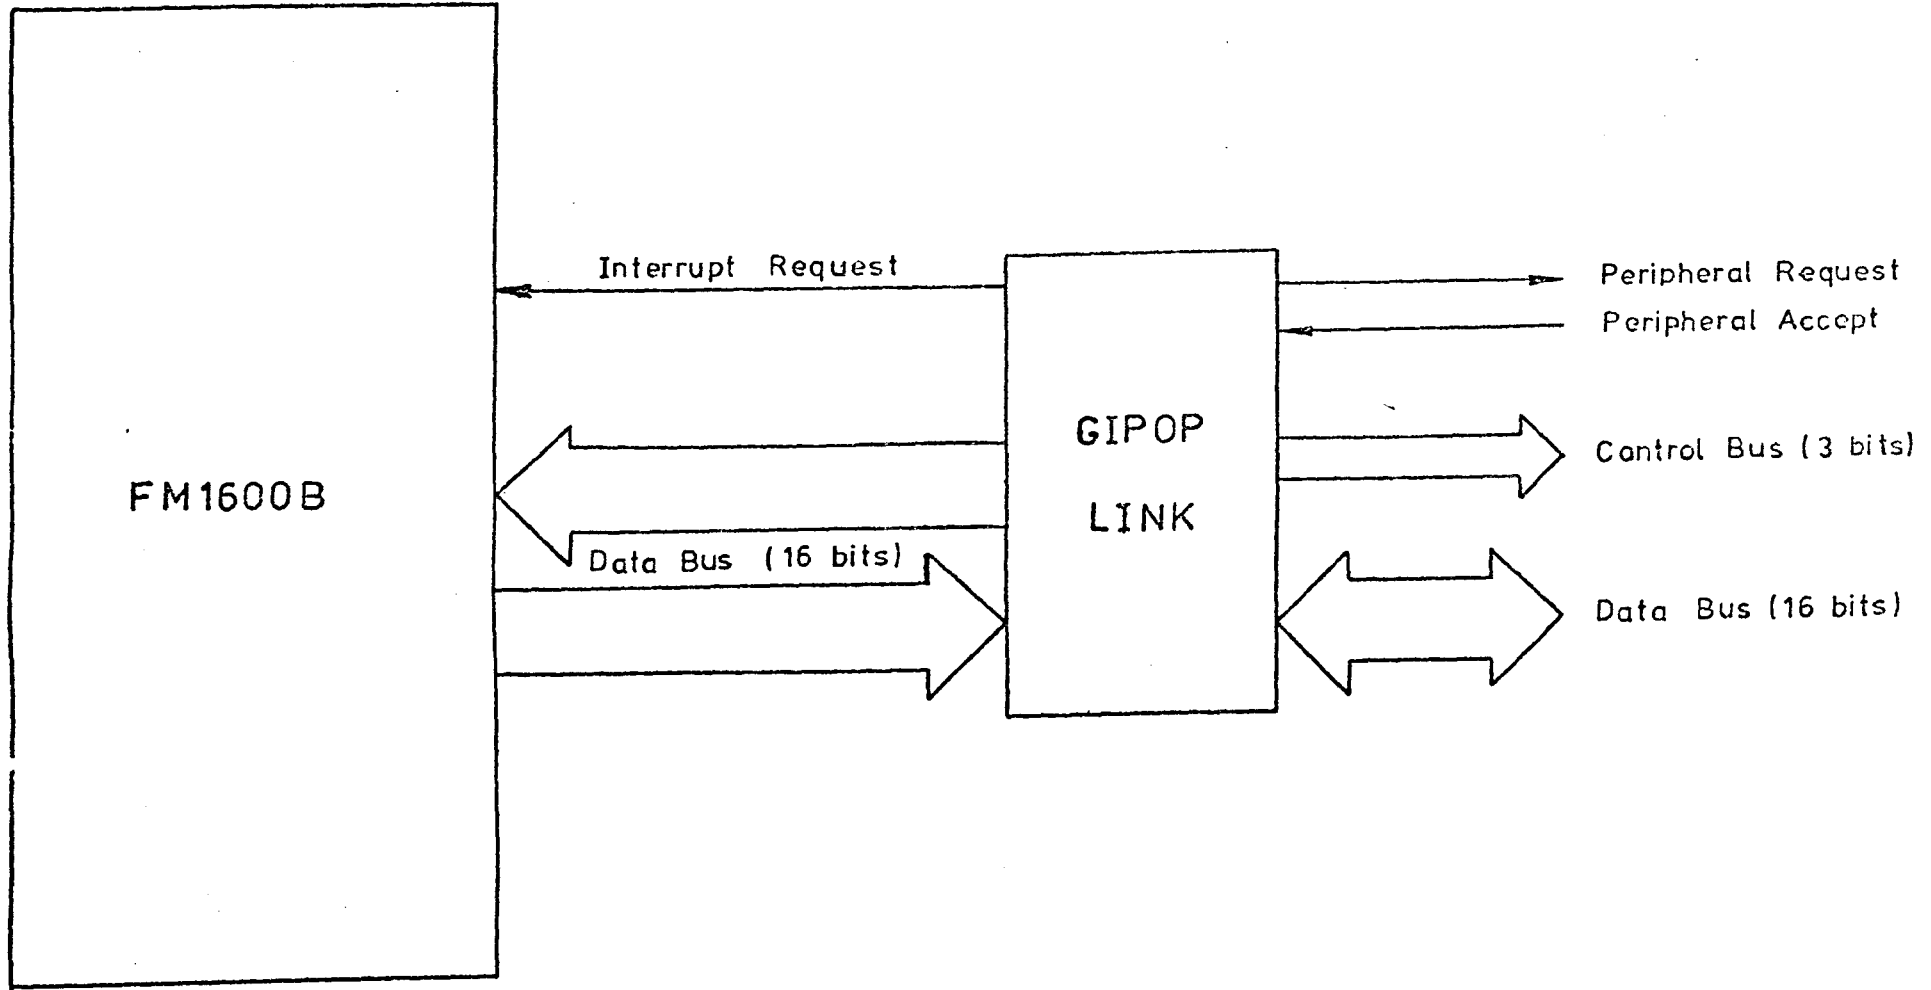 Interrupt Request
Peripheral Request
Peripheral Accept
GIPOP
LINK
Control Bus (3 bits)
FM1600B
Data Bus (16 bits)
Data Bus (16 bits)